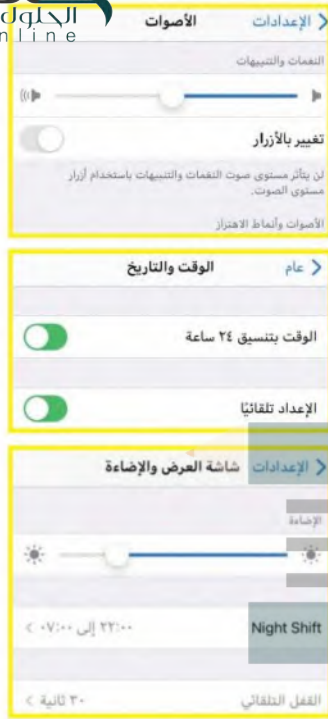 الحلول
nline
الإعدادات
الأصوات
النغمات والتنبيهات
تغيير بالأزرار
لن يتأثر مستوى صوت النغمات والتنبيهات باستخدام أزرار
مستوى الصوت.
الأصوات وأنماط الاهتزاز
عام
الوقت والتاريخ
الوقت بتنسيق ٢٤ ساعة
الإعداد تلقائيًا
الإعدادات
شاشة العرض والإضاءة
الإضاءة
Night Shift
٢٢:٠٠ إلى ٠٧:٠٠
القفل التلقائي
٣٠ ثانية